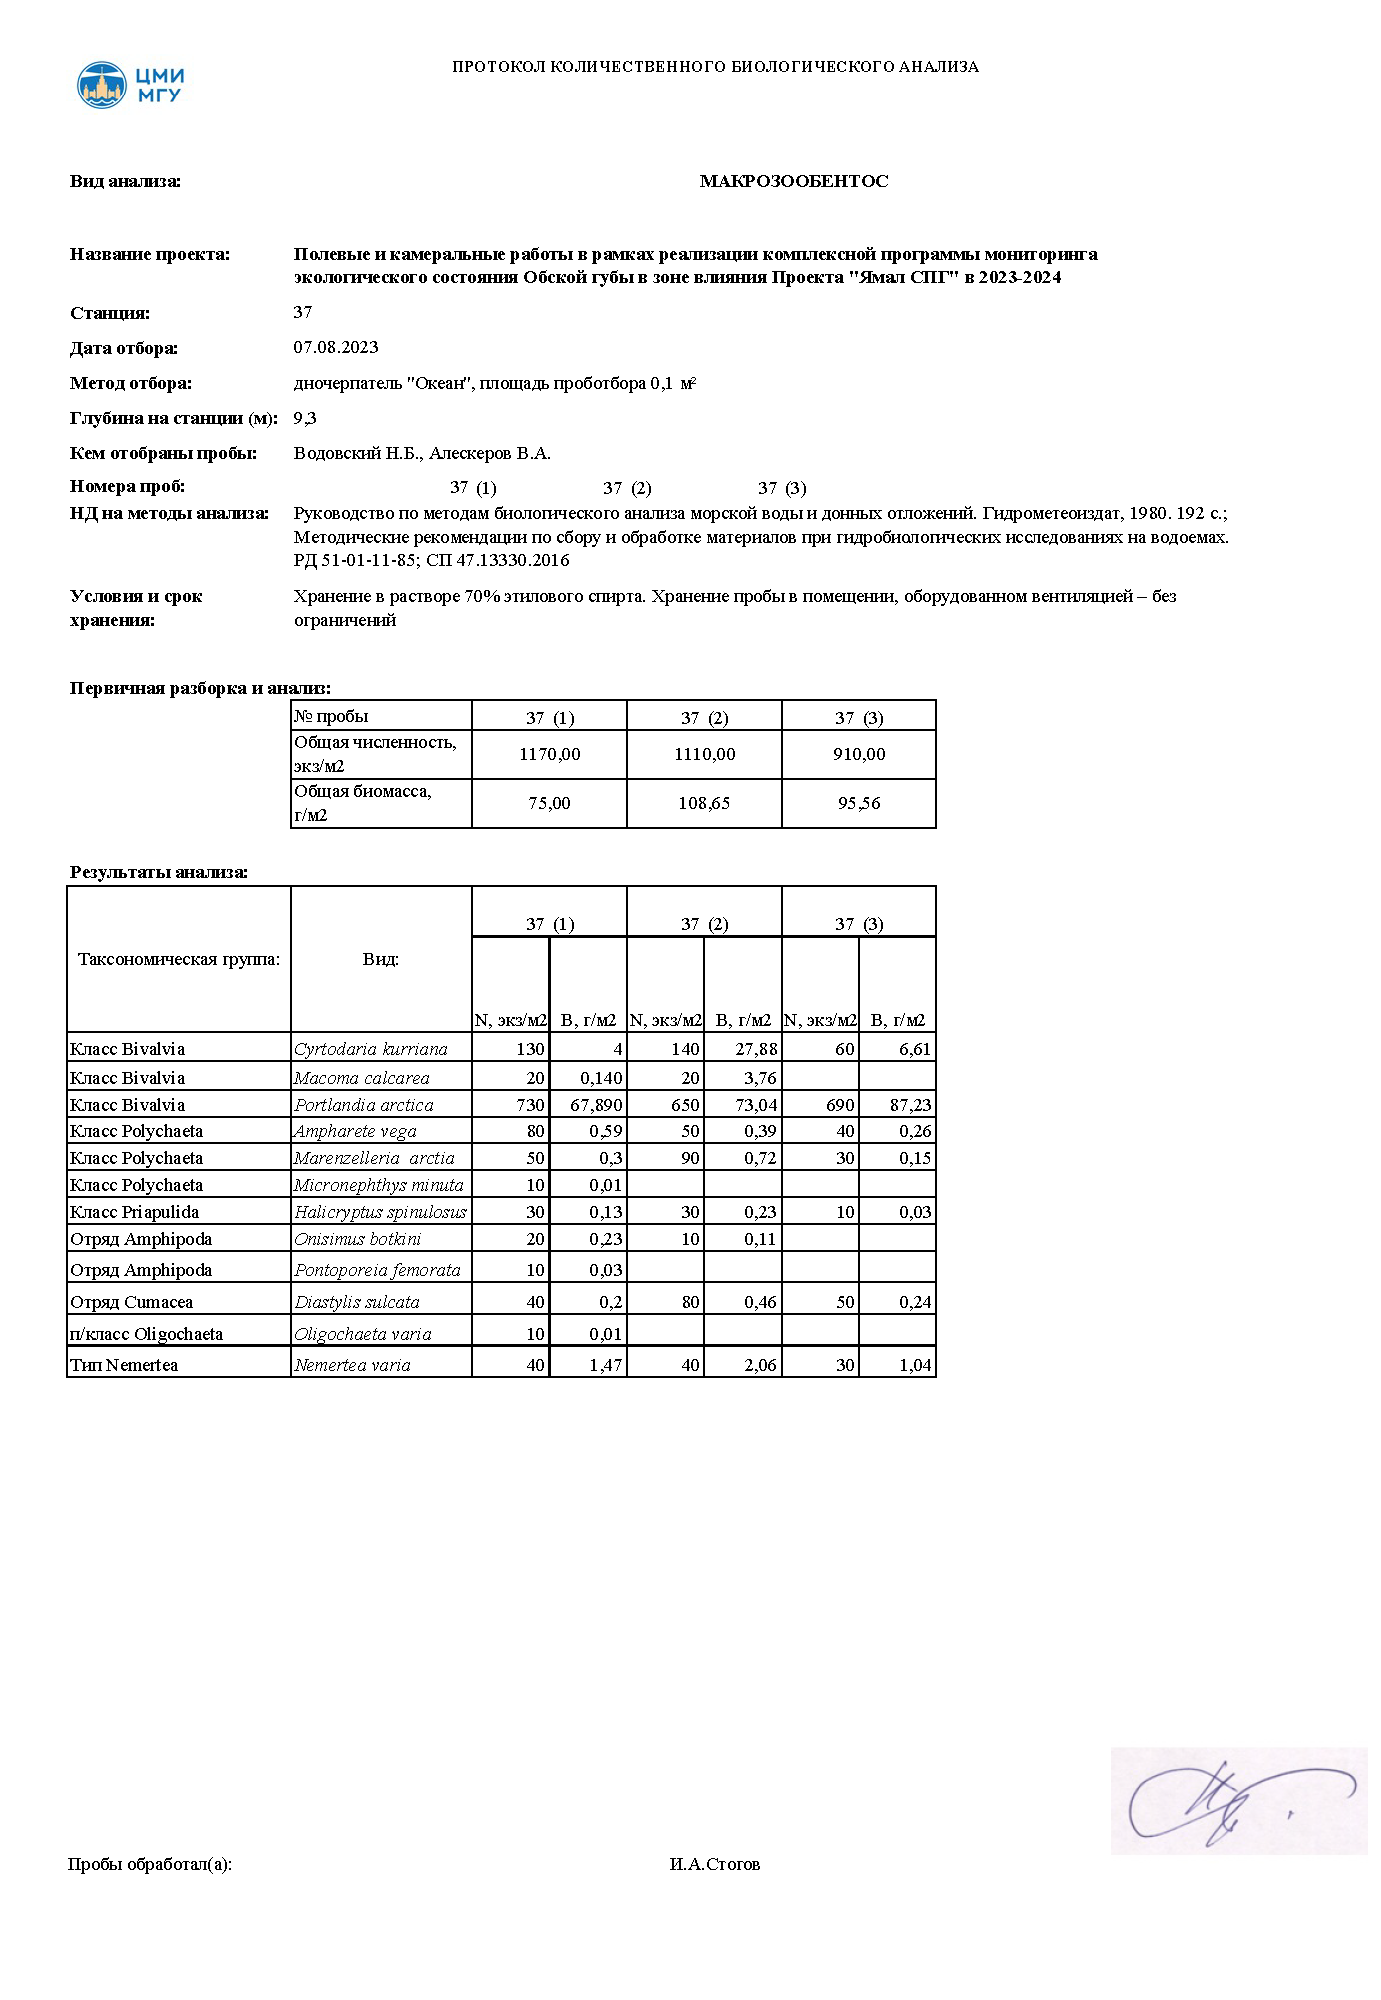 ЦМИ
МГУ
ПРОТОКОЛ КОЛИЧЕСТВЕННОГО БИОЛОГИЧЕСКОГО АНАЛИЗА
Вид анализа: МАКРОЗООБЕНТОС
Название проекта: Полевые и камеральные работы в рамках реализации комплексной программы мониторинга
экологического состояния Обской губы в зоне влияния Проекта "Ямал СПГ" в 2023-2024
Станция: 37
Дата отбора: 07.08.2023
Метод отбора: дночерпатель "Океан", площадь проботбора 0,1 м²
Глубина на станции (м): 9,3
Кем отобраны пробы: Водовский Н.Б., Алескеров В.А.
Номера проб: 37 (1) 37 (2) 37 (3)
НД на методы анализа: Руководство по методам биологического анализа морской воды и донных отложений. Гидрометеоиздат, 1980. 192 с.;
Методические рекомендации по сбору и обработке материалов при гидробиологических исследованиях на водоемах.
РД 51-01-11-85; СП 47.13330.2016
Условия и срок Хранение в растворе 70% этилового спирта. Хранение пробы в помещении, оборудованном вентиляцией – без
хранения: ограничений
Первичная разборка и анализ:
№ пробы 37 (1) 37 (2) 37 (3)
Общая численность,
экз/м2 1170,00 1110,00 910,00
Общая биомасса,
г/м2 75,00 108,65 95,56
Результаты анализа:
37 (1) 37 (2) 37 (3)
Таксономическая группа: Вид:
N, экз/м2 B, г/м2 N, экз/м2 B, г/м2 N, экз/м2 B, г/м2
Класс Bivalvia Cyrtodaria kurriana 130 4 140 27,88 60 6,61
Класс Bivalvia Macoma calcarea 20 0,140 20 3,76
Класс Bivalvia Portlandia arctica 730 67,890 650 73,04 690 87,23
Класс Polychaeta Ampharete vega 80 0,59 50 0,39 40 0,26
Класс Polychaeta Marenzelleria arctia 50 0,3 90 0,72 30 0,15
Класс Polychaeta Micronephthys minuta 10 0,01
Класс Priapulida Halicryptus spinulosus 30 0,13 30 0,23 10 0,03
Отряд Amphipoda Onisimus botkini 20 0,23 10 0,11
Отряд Amphipoda Pontoporeia femorata 10 0,03
Отряд Cumacea Diastylis sulcata 40 0,2 80 0,46 50 0,24
п/класс Oligochaeta Oligochaeta varia 10 0,01
Тип Nemertea Nemertea varia 40 1,47 40 2,06 30 1,04
Пробы обработал(а): И.А.Стогов